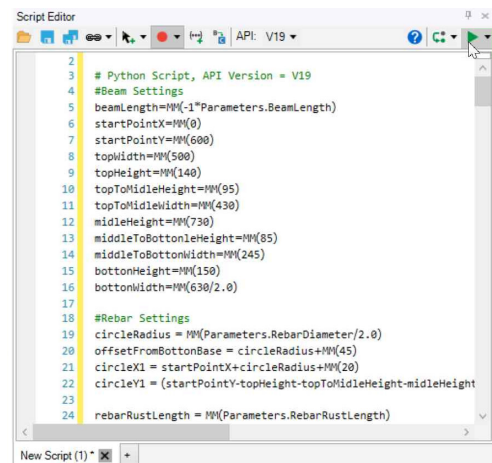 Script Editor
API: V19
2
3 # Python Script, API Version = V19
4 #Beam Settings
5 beamLength=MM(-1*Parameters.BeamLength)
6 startPointX=MM(0)
7 startPointY=MM(600)
8 topWidth=MM(500)
9 topHeight=MM(140)
10 topToMidleHeight=MM(95)
11 topToMidleWidth=MM(430)
12 midleHeight=MM(730)
13 middleToBottonleHeight=MM(85)
14 middleToBottonWidth=MM(245)
15 bottonHeight=MM(150)
16 bottonWidth=MM(630/2.0)
17
18 #Rebar Settings
19 circleRadius = MM(Parameters.RebarDiameter/2.0)
20 offsetFromBottonBase = circleRadius+MM(45)
21 circleX1 = startPointX+circleRadius+MM(20)
22 circleY1 = (startPointY-topHeight-topToMidleHeight-midleHeight
23
24 rebarRustLength = MM(Parameters.RebarRustLength)
New Script (1) * +